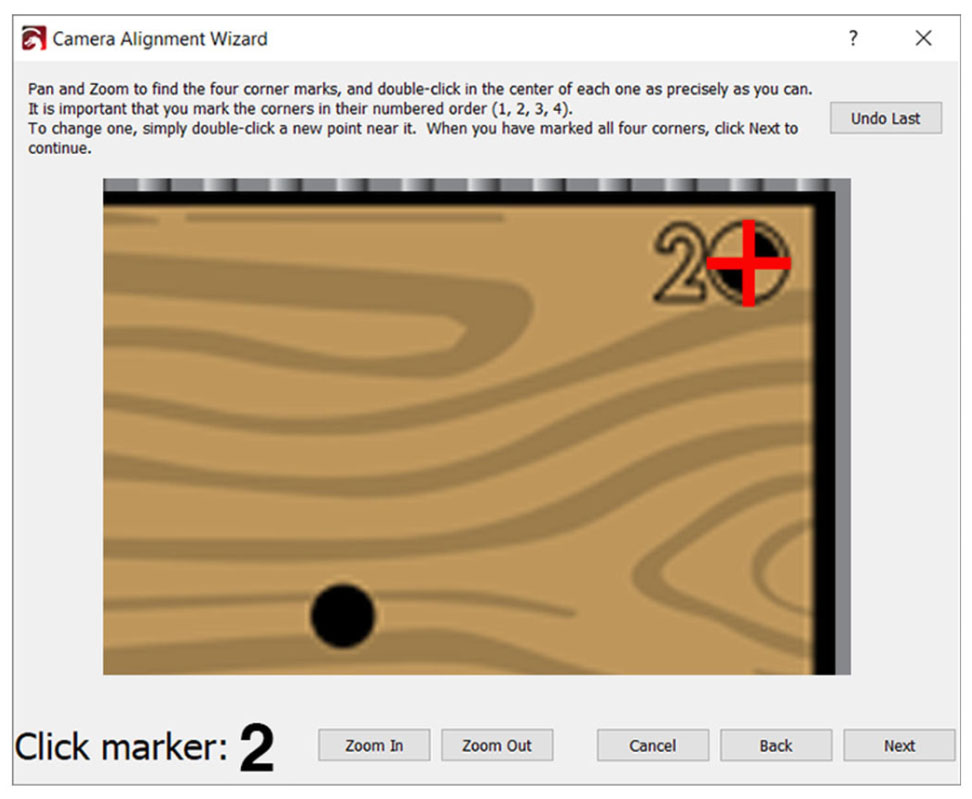 Camera Alignment Wizard
?
Pan and Zoom to find the four corner marks, and double-click in the center of each one as precisely as you can.
It is important that you mark the corners in their numbered order (1, 2, 3, 4).
To change one, simply double-click a new point near it.  When you have marked all four corners, click Next to
continue.
Undo Last
2
Click marker: 2
Zoom In
Zoom Out
Cancel
Back
Next